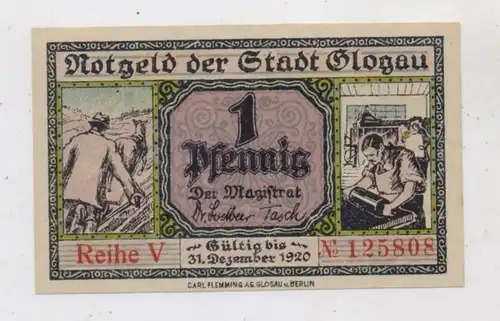 Notgeld der Stadt Glogau
1
Pfennig
Der Magistrat
Reihe V
Gültig bis
31. Dezember 1920
№ 125808
CARL FLEMMING A.G. GLOGAU u. BERLIN